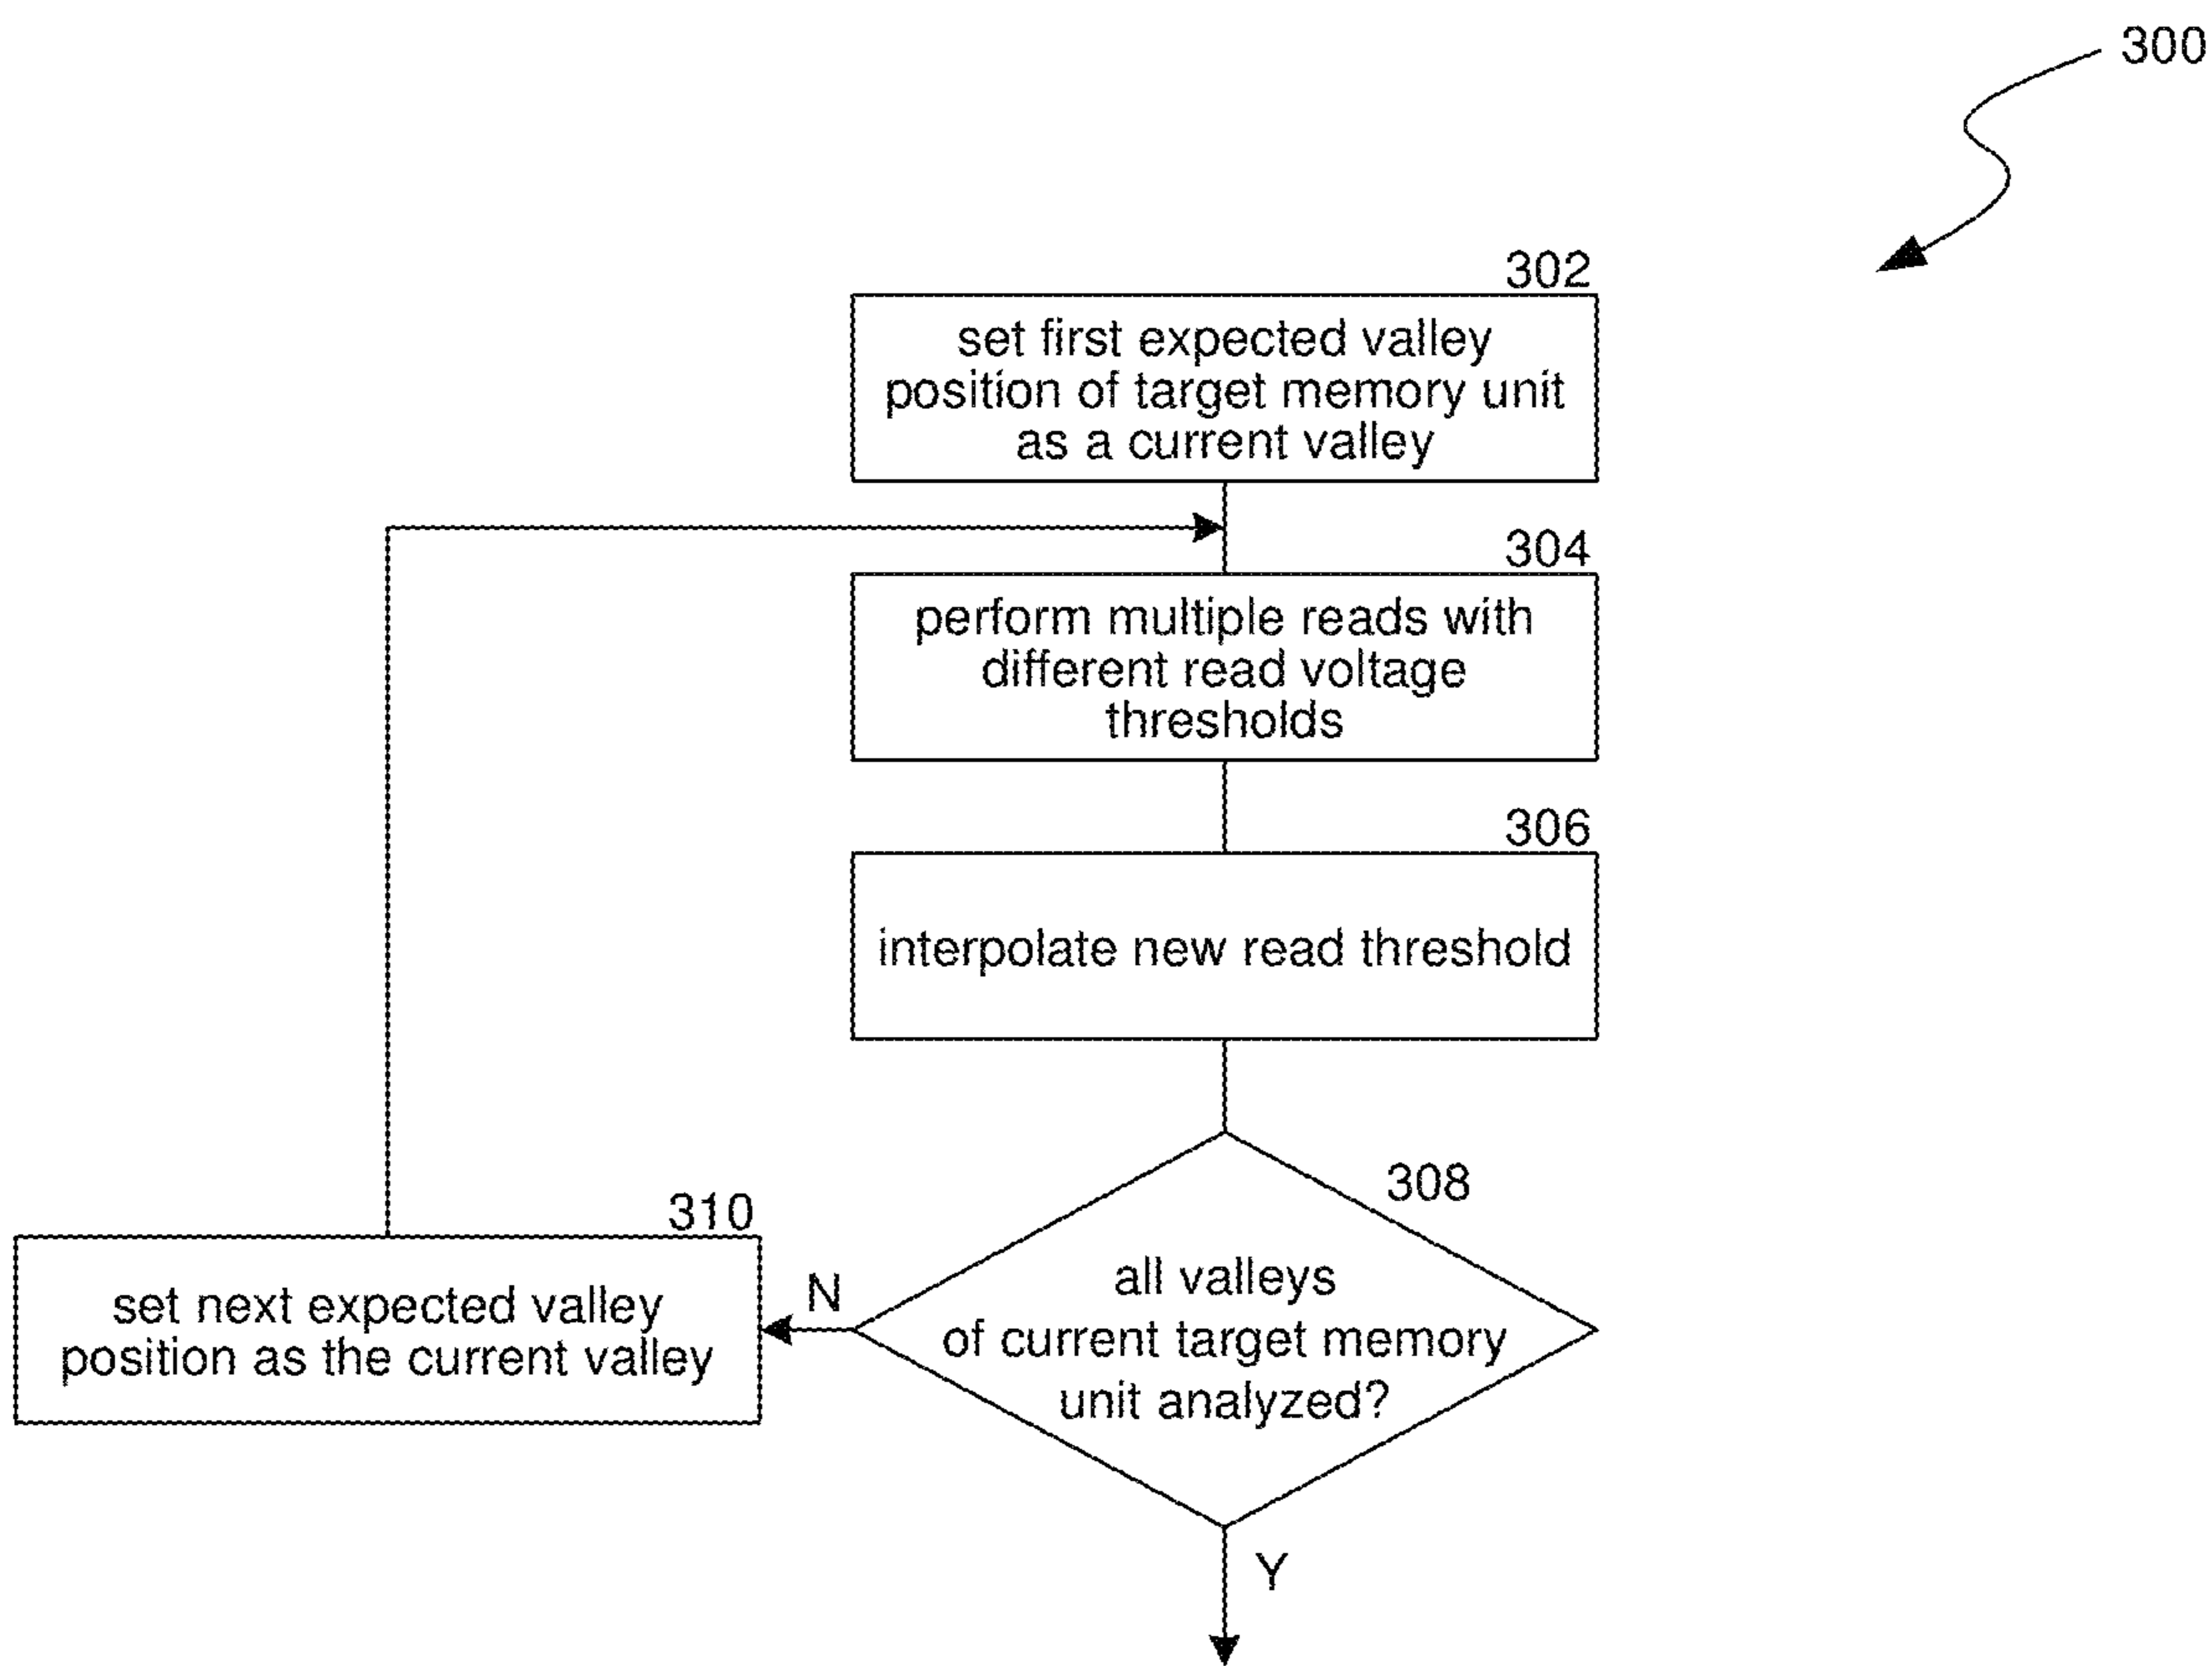 300
302
set first expected valley
position of target memory unit
as a current valley
304
perform multiple reads with
different read voltage
thresholds
306
interpolate new read threshold
308
all valleys
of current target memory
unit analyzed?
310
set next expected valley
position as the current valley
N
Y